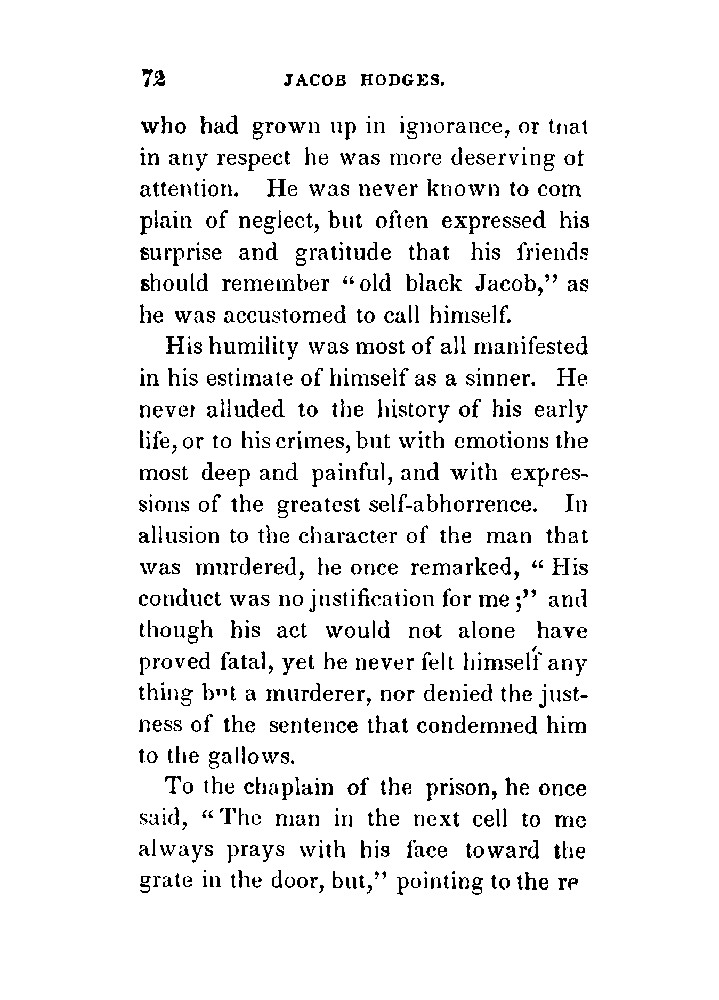 72 JACOB HODGES.
who had grown up in ignorance, or that
in any respect he was more deserving of
attention. He was never known to com
plain of neglect, but often expressed his
surprise and gratitude that his friends
should remember “old black Jacob,” as
he was accustomed to call himself.
His humility was most of all manifested
in his estimate of himself as a sinner. He
never alluded to the history of his early
life, or to his crimes, but with emotions the
most deep and painful, and with expres-
sions of the greatest self-abhorrence. In
allusion to the character of the man that
was murdered, he once remarked, “His
conduct was no justification for me;” and
though his act would not alone have
proved fatal, yet he never felt himself any
thing but a murderer, nor denied the just-
ness of the sentence that condemned him
to the gallows.
To the chaplain of the prison, he once
said, “The man in the next cell to me
always prays with his face toward the
grate in the door, but,” pointing to the re